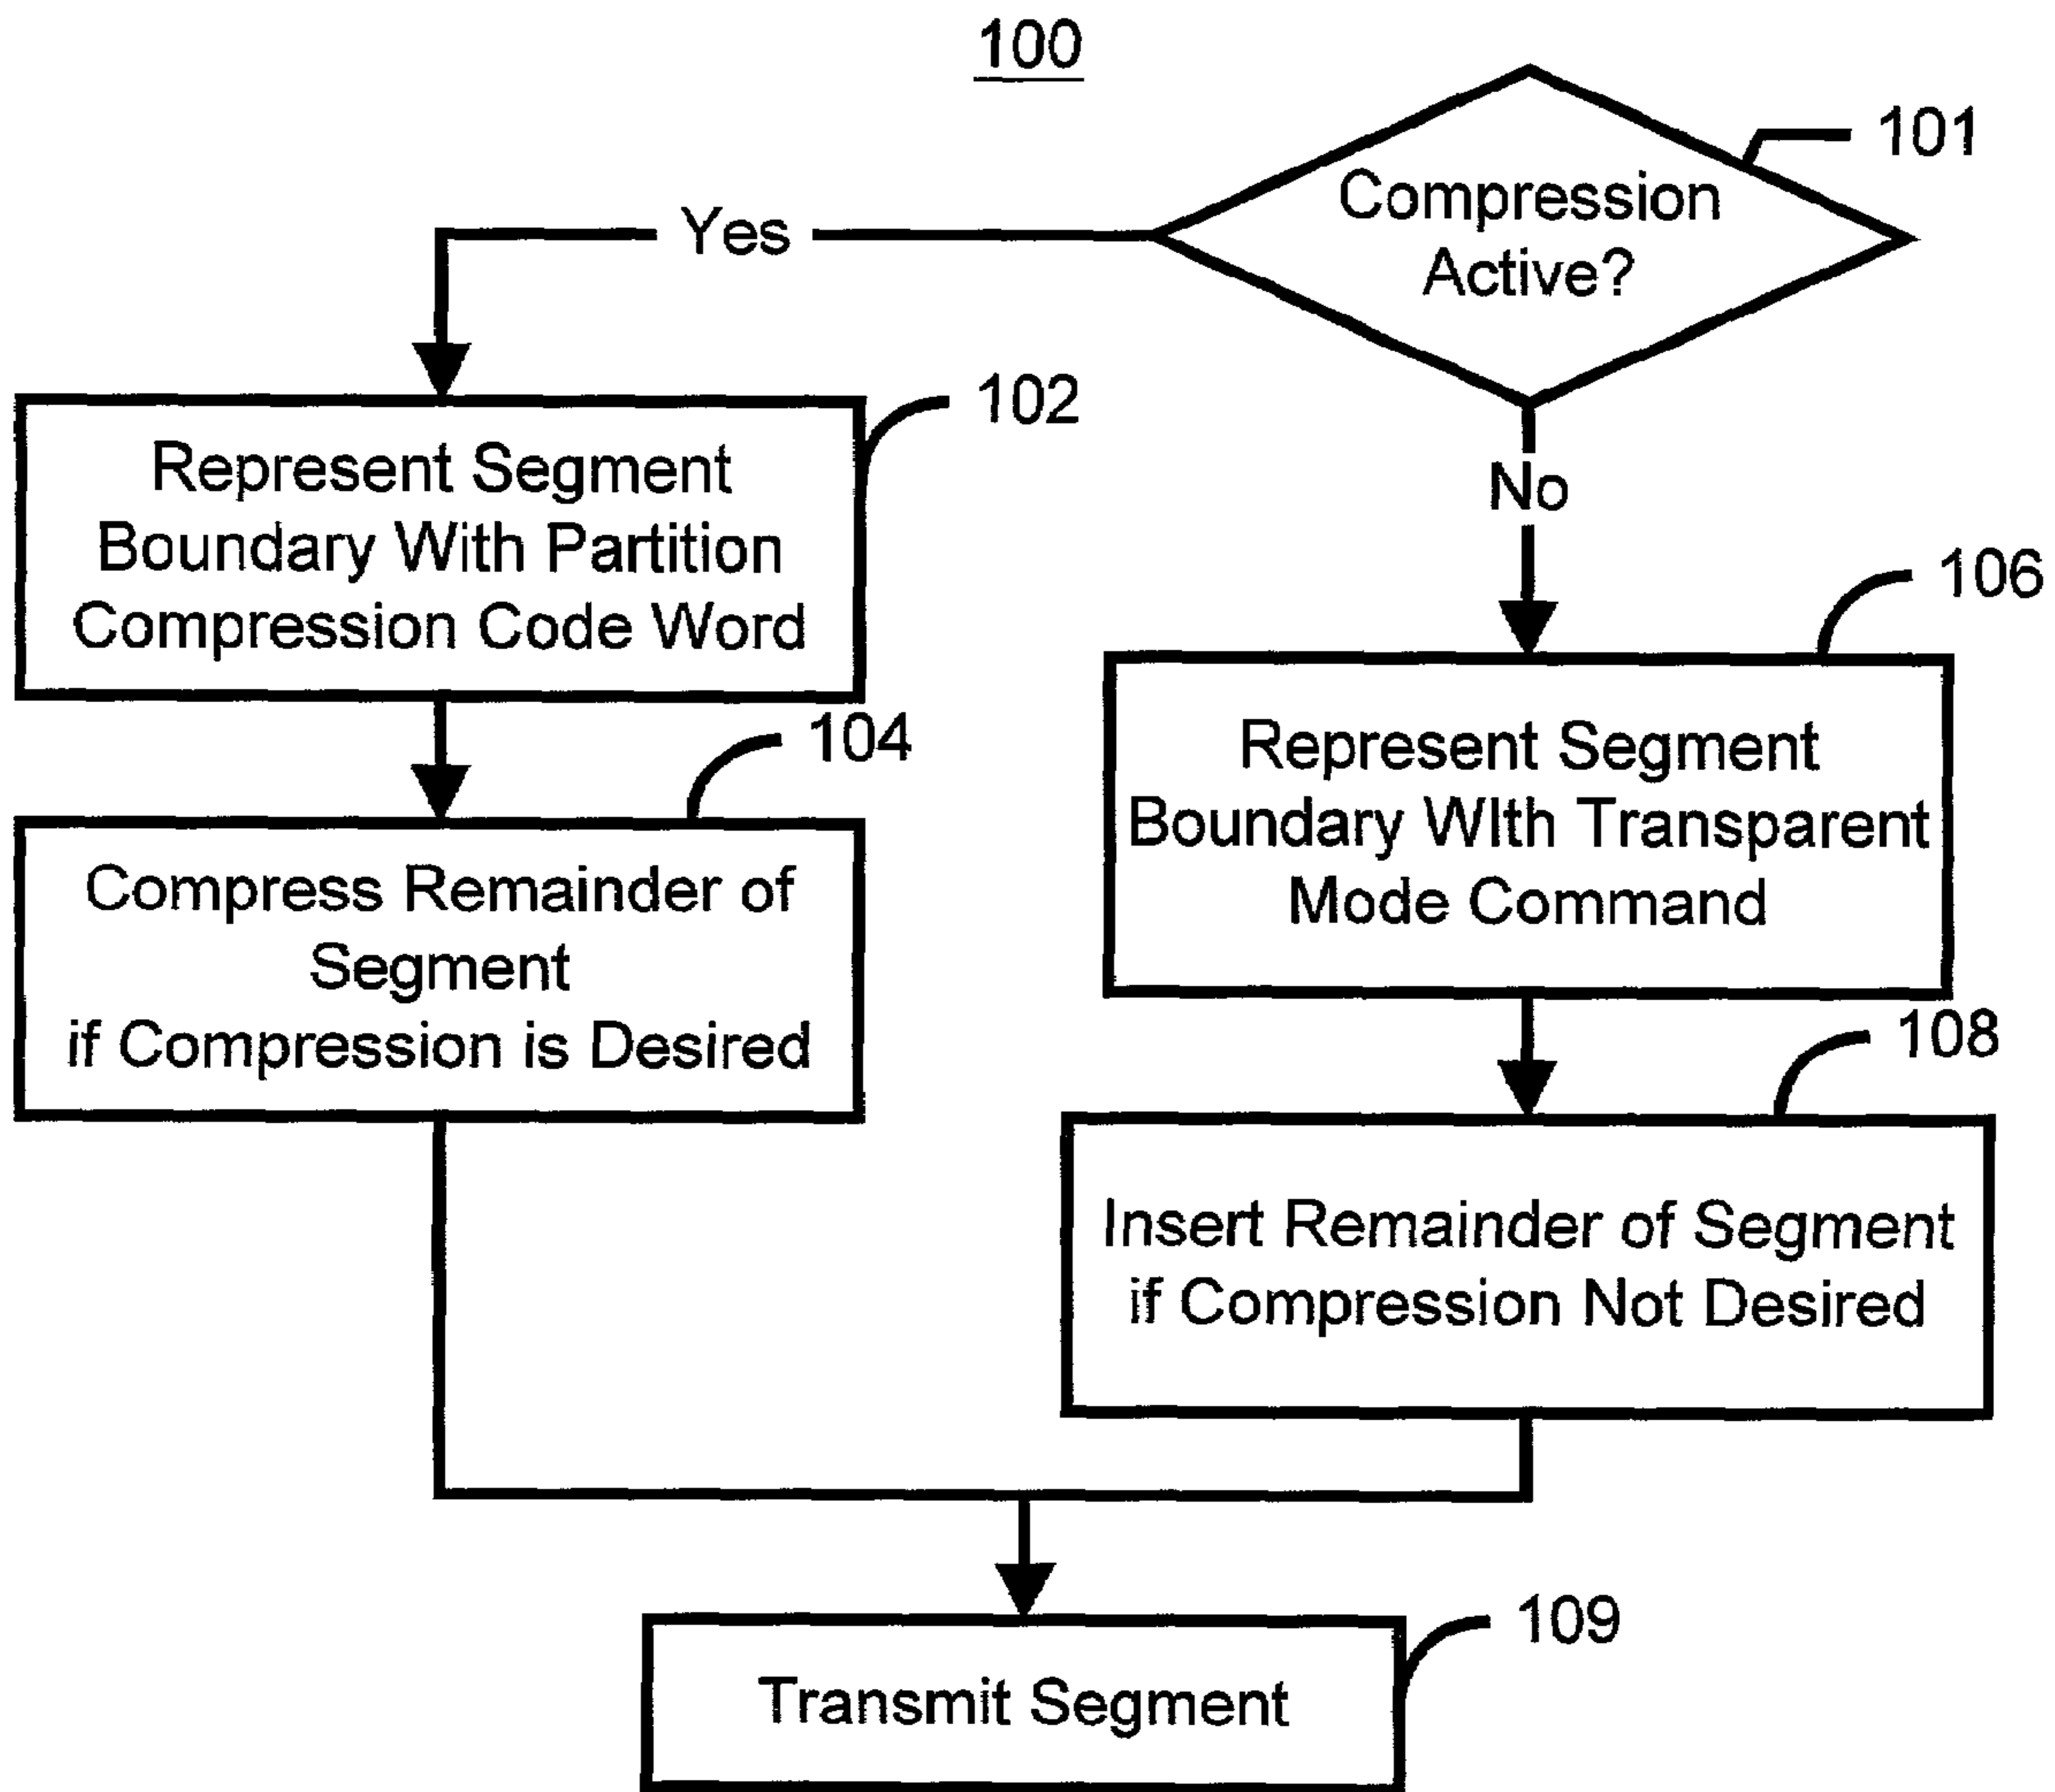 100
101
Compression
Active?
Yes
No
102
Represent Segment
Boundary With Partition
Compression Code Word
104
Compress Remainder of
Segment
if Compression is Desired
106
Represent Segment
Boundary WIth Transparent
Mode Command
108
Insert Remainder of Segment
if Compression Not Desired
109
Transmit Segment